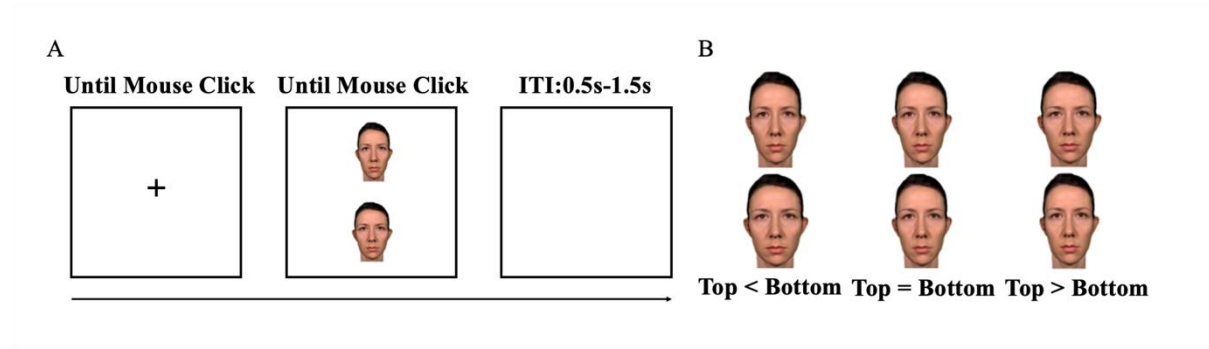 A
B
Until Mouse Click
Until Mouse Click
ITI:0.5s-1.5s
+
Top < Bottom
Top = Bottom
Top > Bottom